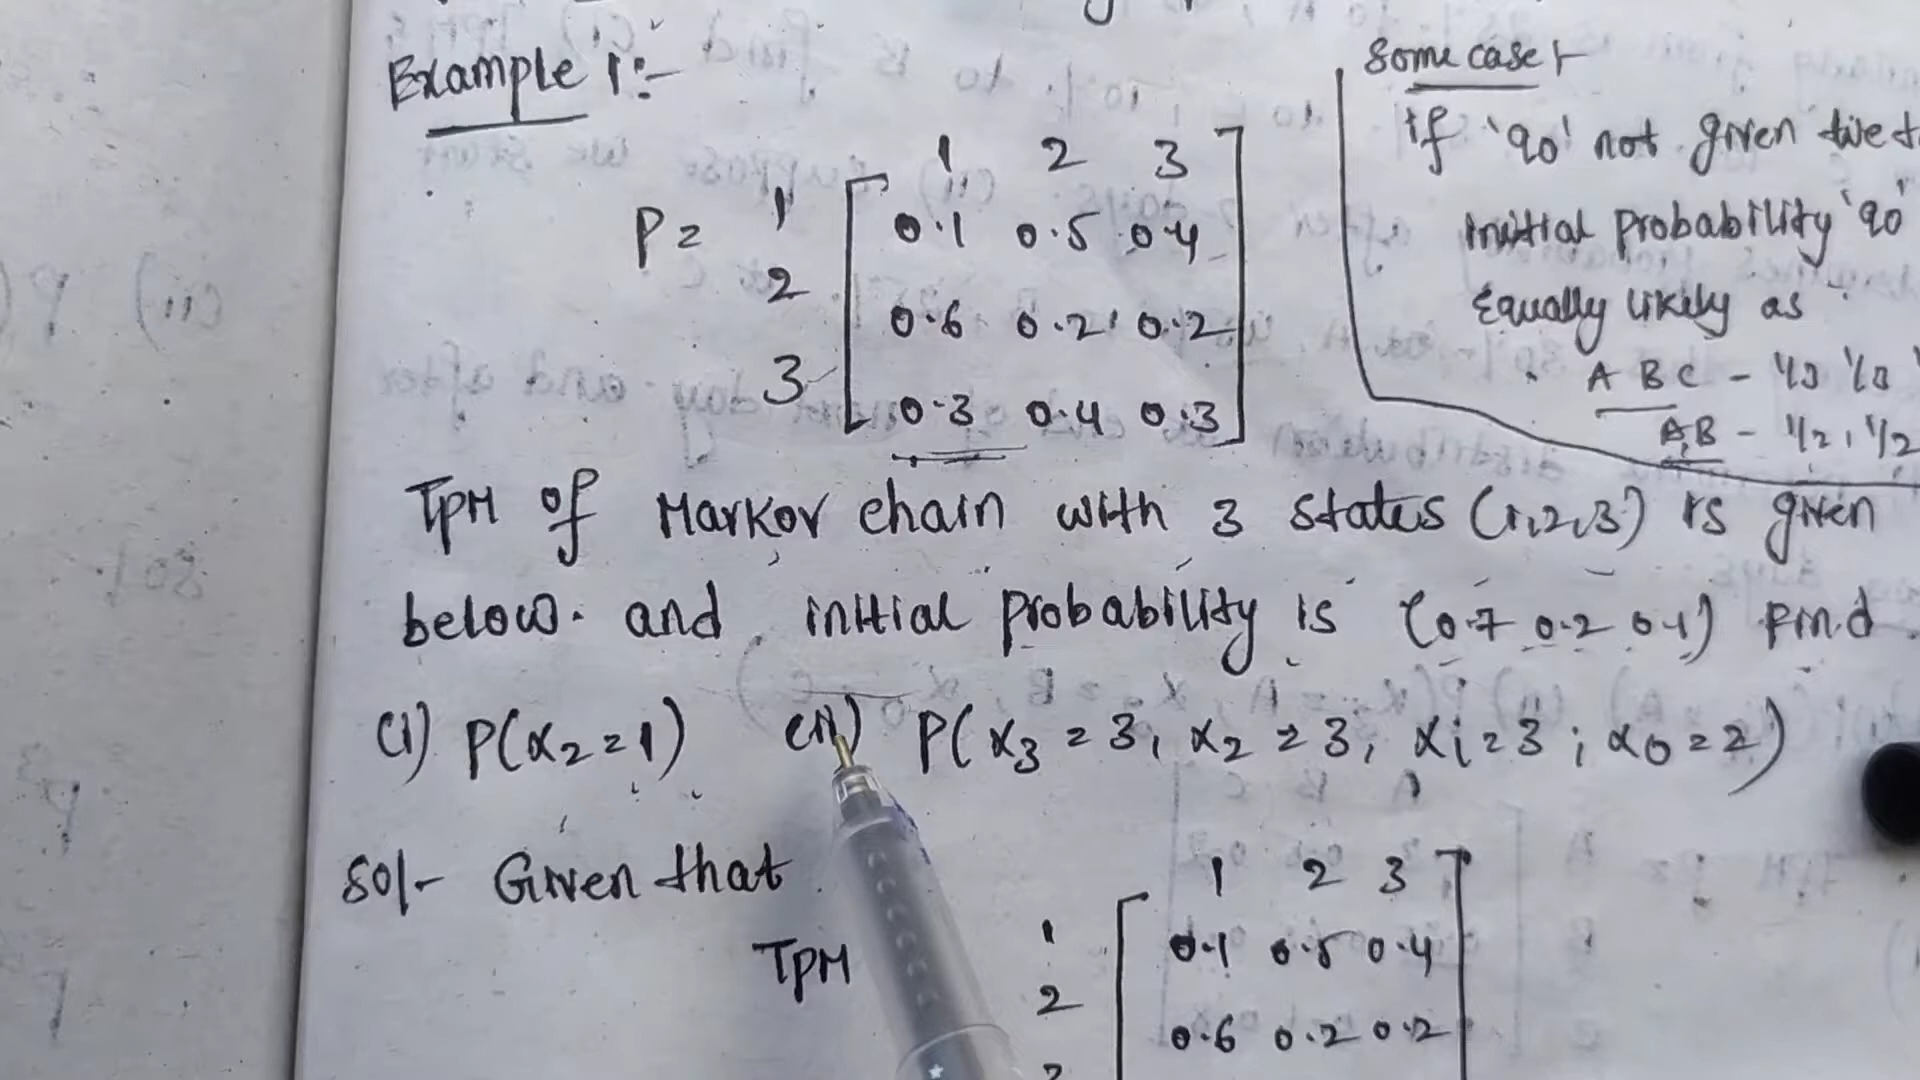 Example 1:-
1 2 3
P = 1 0.1 0.5 0.4
2 0.6 0.2 0.2
3 0.3 0.4 0.3
Some case :-
if 'q0' not given
initial probability 'q0'
Equally likely as
A B C - 1/3 1/3
A,B - 1/2, 1/2
TPM of Markov chain with 3 states (1,2,3) is given
below. and initial probability is (0.7 0.2 0.1) Find
(i) P(x2=1) (ii) P(x3 = 3, x2 = 3, x1=3; x0=2)
Sol- Given that
TPM
1 2 3
1 0.1 0.5 0.4
2 0.6 0.2 0.2